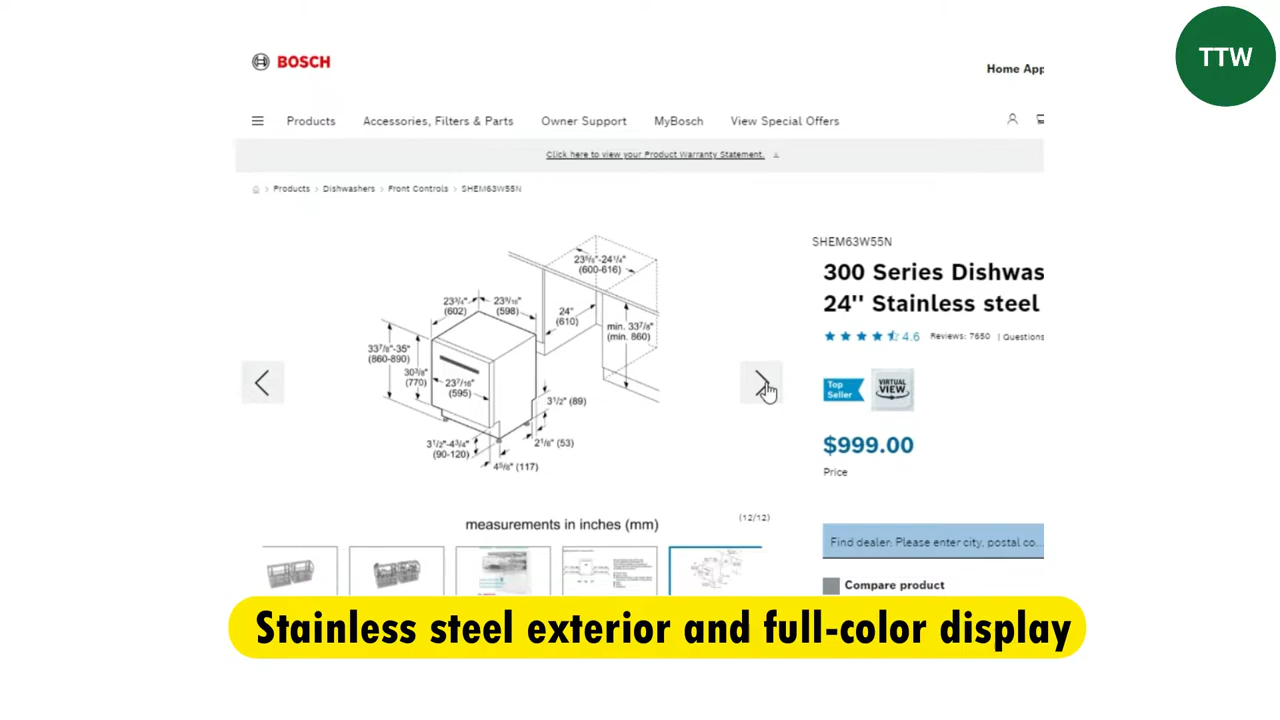 TTW
BOSCH
Home App
Products
Accessories, Filters & Parts
Owner Support
MyBosch
View Special Offers
Click here to view your Product Warranty Statement.
Products > Dishwashers > Front Controls > SHEM63W55N
23⅝"-24¼"
(600-616)
23¾"
(602)
23⁹⁄₁₆"
(598)
24"
(610)
min. 33⅞"
(min. 860)
33⅞"-35"
(860-890)
30⅜"
(770)
23⁷⁄₁₆"
(595)
3½" (89)
3½"-4¾"
(90-120)
2⅛" (53)
4⅝" (117)
measurements in inches (mm)
(12/12)
SHEM63W55N
300 Series Dishwas
24'' Stainless steel
4.6 Reviews: 7650 | Questions
Top
Seller
VIRTUAL
VIEW
$999.00
Price
Find dealer: Please enter city, postal co...
Compare product
Stainless steel exterior and full-color display